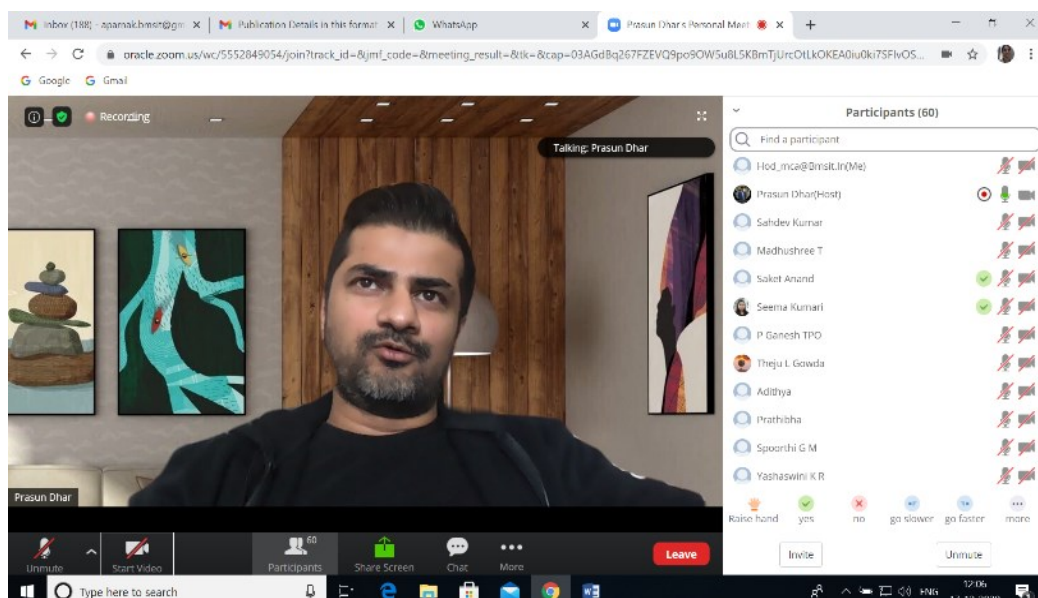 Inbox (188) - aparnak.bmsit@gm
Publication Details in this format
WhatsApp
Prasun Dhar's Personal Meet
oracle.zoom.us/wc/5552849054/join?track_id=&jmf_code=&meeting_result=&tk=&cap=
Google
Gmail
Recording
Talking: Prasun Dhar
Participants (60)
Find a participant
Hod_mca@Bmsit.In(Me)
Prasun Dhar(Host)
Sahdev Kumar
Madhushree T
Saket Anand
Seema Kumari
P Ganesh TPO
Theju L Gowda
Adithya
Prathibha
Spoorthi G M
Yashaswini K R
Prasun Dhar
Raise hand
yes
no
go slower
go faster
more
Unmute
Start Video
60
Participants
Share Screen
Chat
More
Leave
Invite
Unmute
Type here to search
ENG
12:06